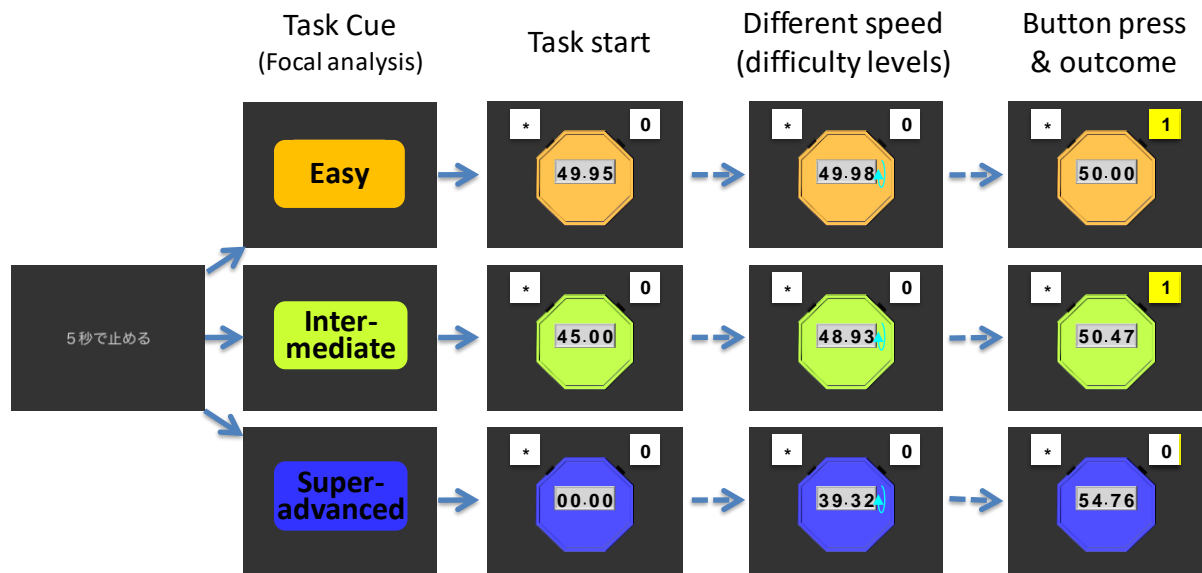 Task Cue
(Focal analysis)
Task start
Different speed
(difficulty levels)
Button press
& outcome
Easy
* 0
49.95
* 0
49.98
* 1
50.00
5秒で止める
Inter-
mediate
* 0
45.00
* 0
48.93
* 1
50.47
Super-
advanced
* 0
00.00
* 0
39.32
* 0
54.76